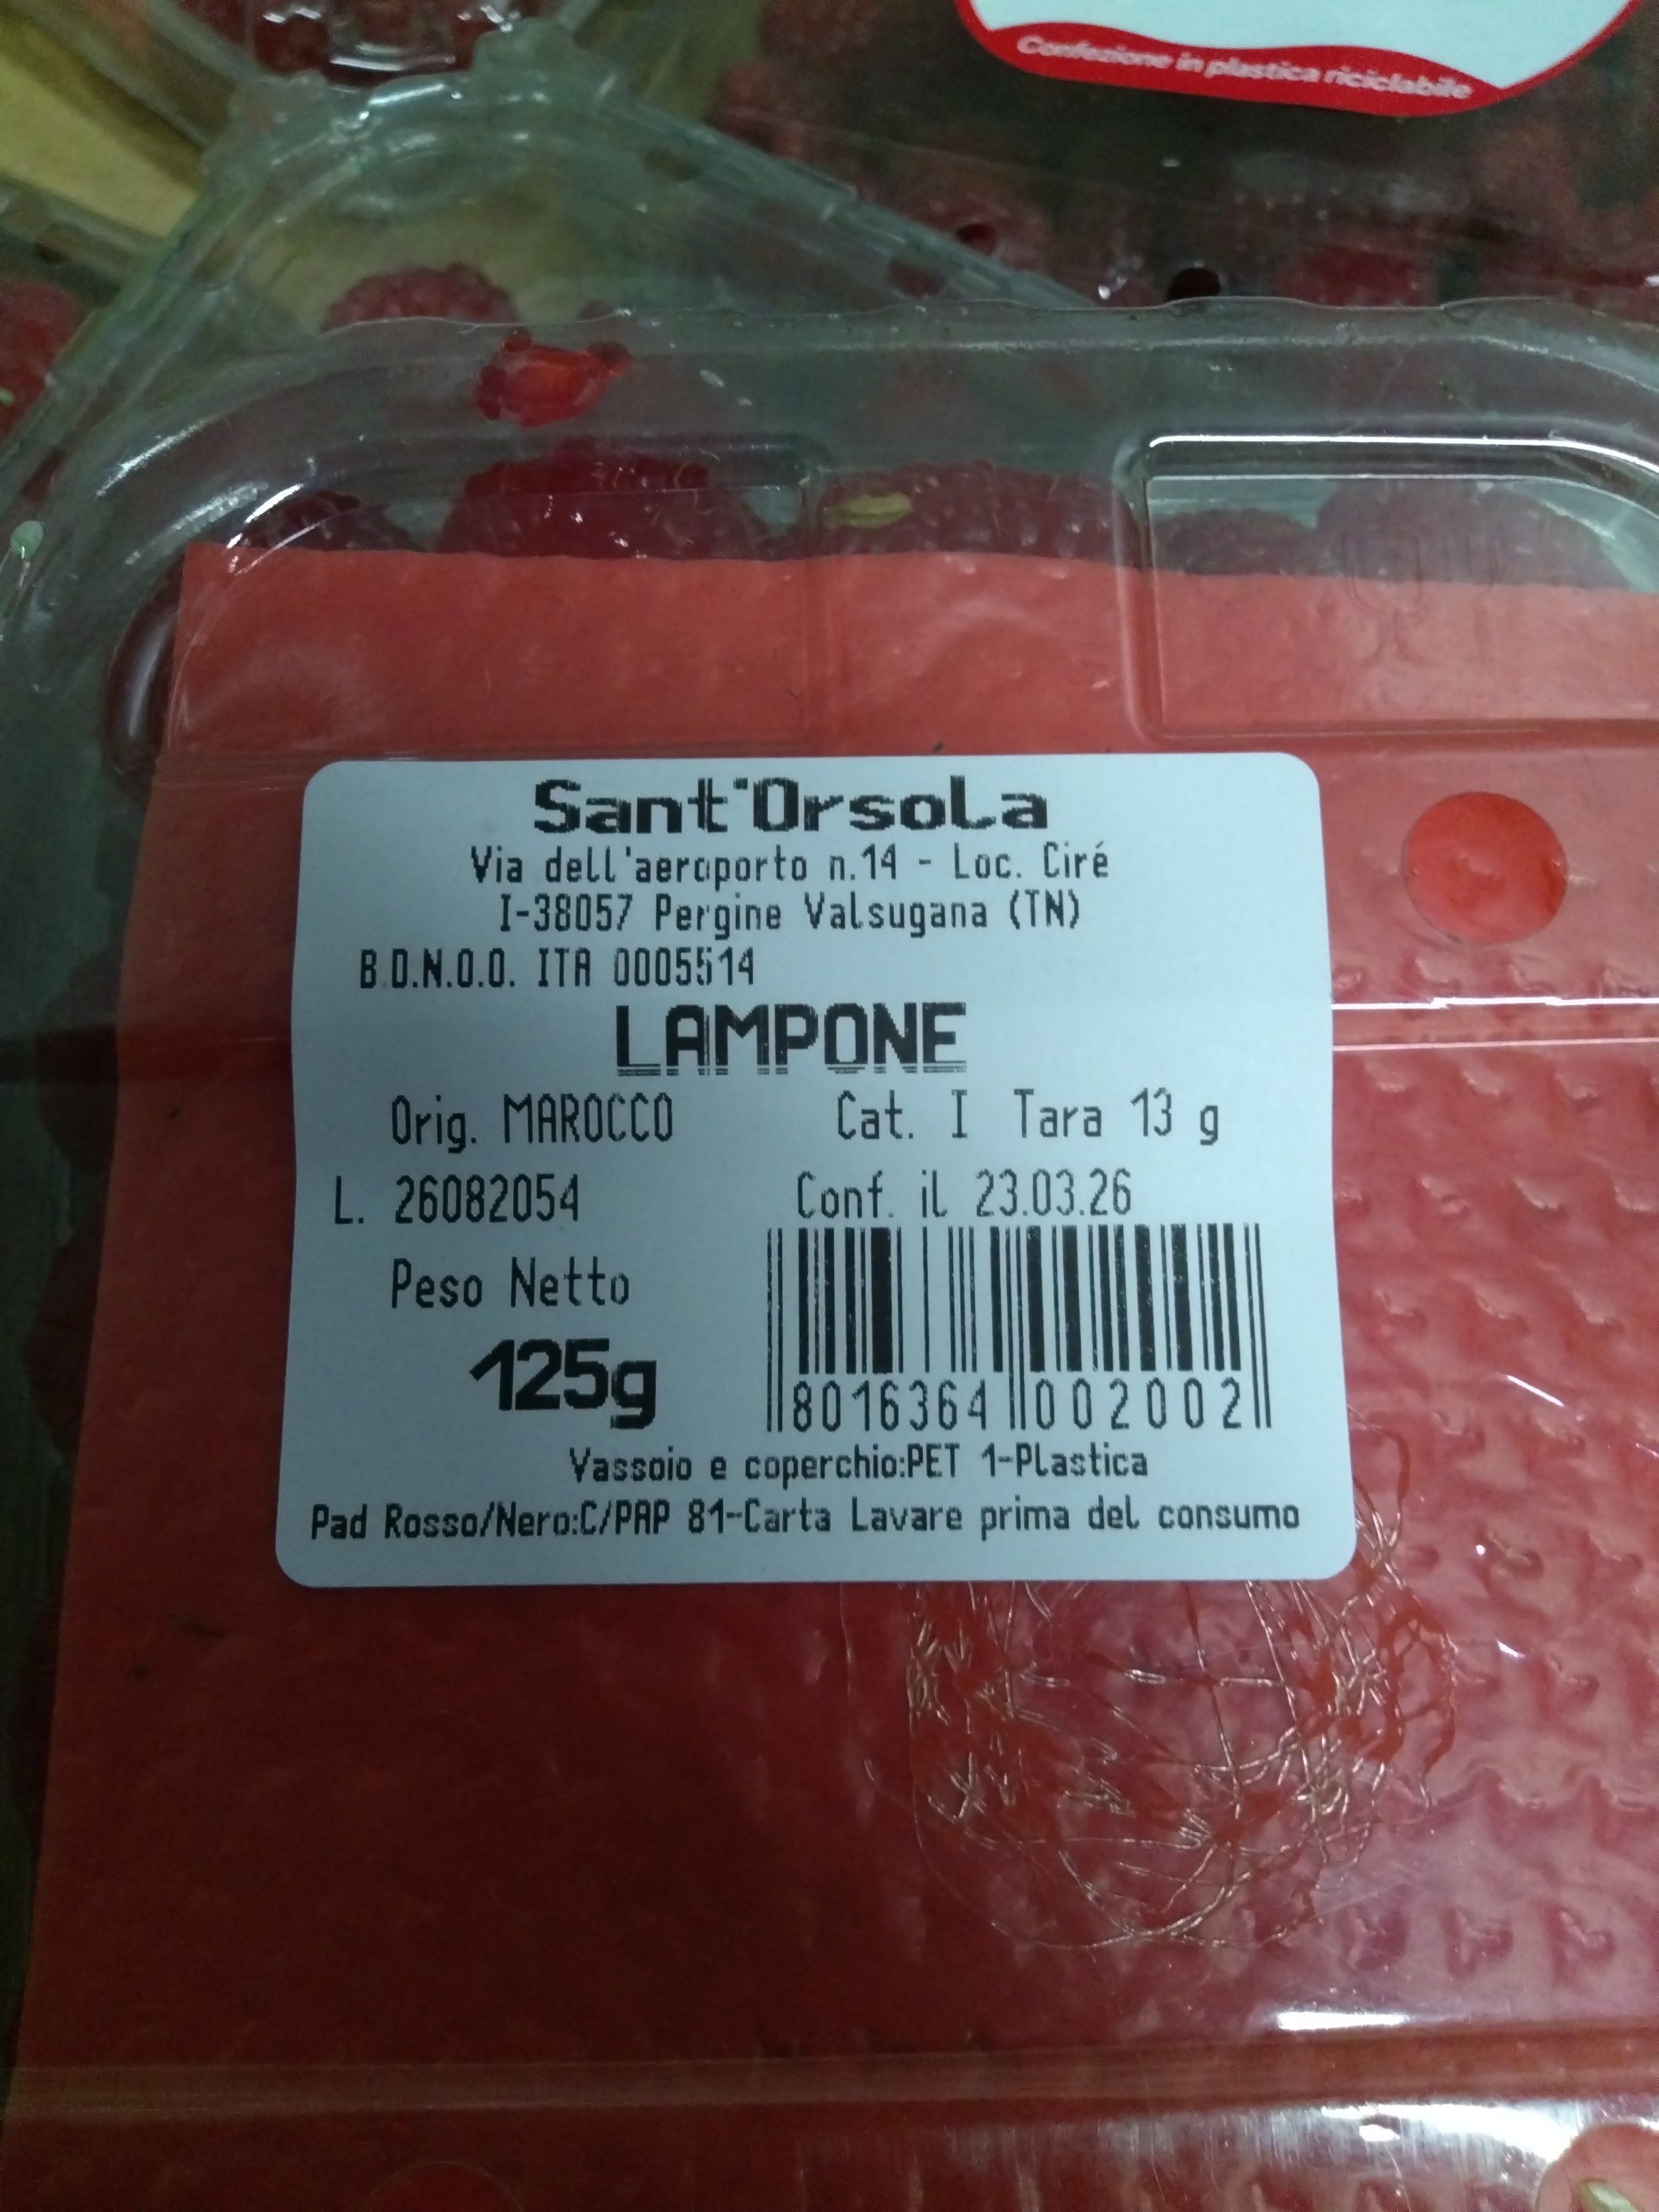 Confezione in plastica riciclabile
Sant'Orsola
Via dell'aeroporto n.14 - Loc. Ciré
I-38057 Pergine Valsugana (TN)
B.D.N.O.O. ITA 0005514
LAMPONE
Orig. MAROCCO Cat. I Tara 13 g
L. 26082054 Conf. il 23.03.26
Peso Netto
125g
8016364 002002
Vassoio e coperchio:PET 1-Plastica
Pad Rosso/Nero:C/PAP 81-Carta Lavare prima del consumo